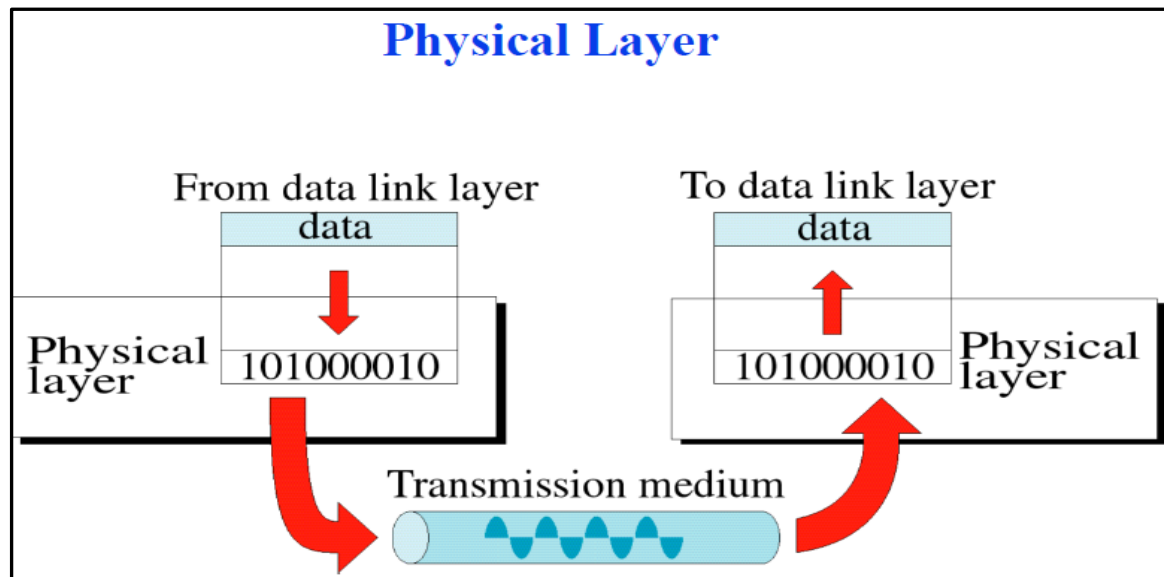 Physical Layer
From data link layer
data
Physical
layer
101000010
To data link layer
data
101000010
Physical
layer
Transmission medium